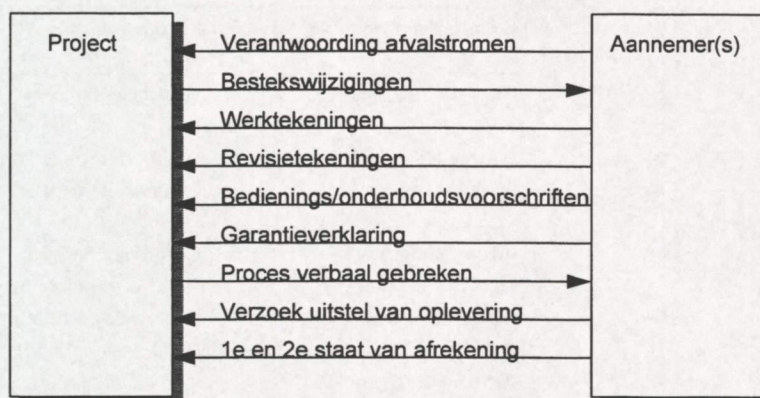 Project
Verantwoording afvalstromen
Aannemer(s)
Bestekswijzigingen
Werktekeningen
Revisietekeningen
Bedienings/onderhoudsvoorschriften
Garantieverklaring
Proces verbaal gebreken
Verzoek uitstel van oplevering
1e en 2e staat van afrekening